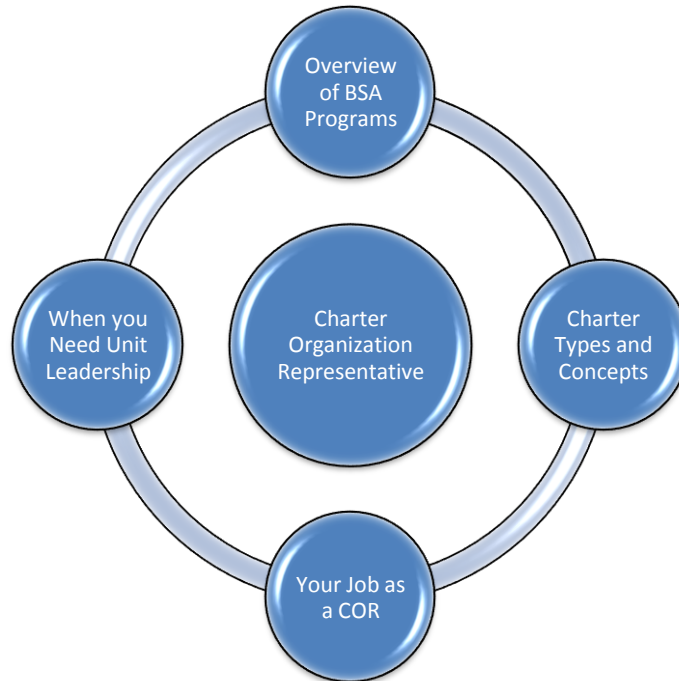 Overview
of BSA
Programs
When you
Need Unit
Leadership
Charter
Organization
Representative
Charter
Types and
Concepts
Your Job as
a COR